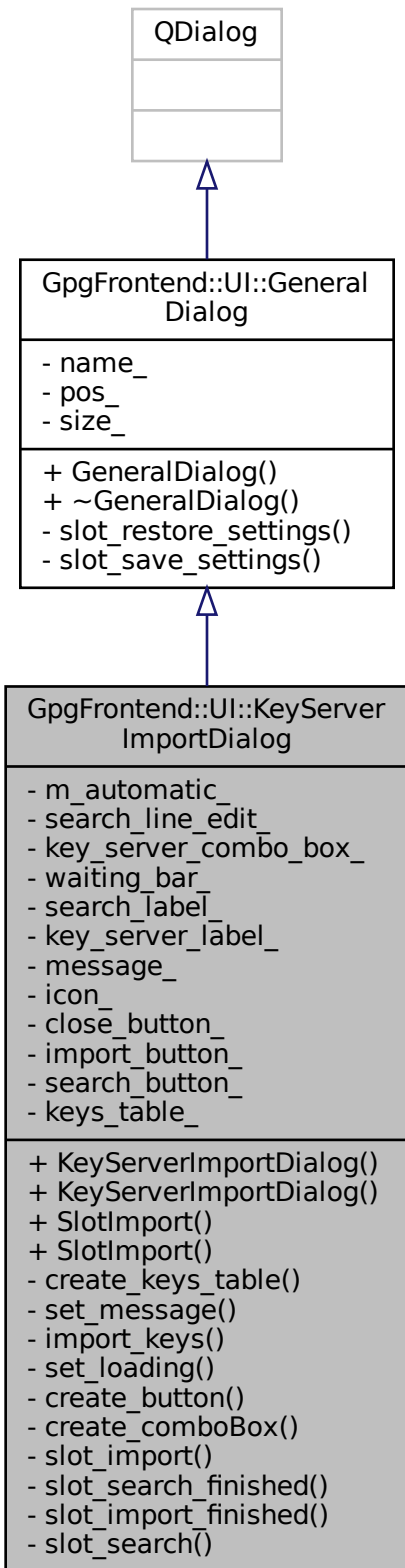 QDialog
GpgFrontend::UI::General
Dialog
- name_
- pos_
- size_
+ GeneralDialog()
+ ~GeneralDialog()
- slot_restore_settings()
- slot_save_settings()
GpgFrontend::UI::KeyServer
ImportDialog
- m_automatic_
- search_line_edit_
- key_server_combo_box_
- waiting_bar_
- search_label_
- key_server_label_
- message_
- icon_
- close_button_
- import_button_
- search_button_
- keys_table_
+ KeyServerImportDialog()
+ KeyServerImportDialog()
+ SlotImport()
+ SlotImport()
- create_keys_table()
- set_message()
- import_keys()
- set_loading()
- create_button()
- create_comboBox()
- slot_import()
- slot_search_finished()
- slot_import_finished()
- slot_search()